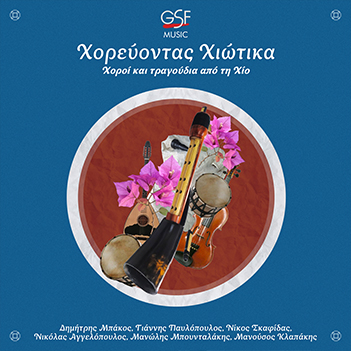 GSF
MUSIC
Χορεύοντας Χιώτικα
Χοροί και τραγούδια από τη Χίο
Δημήτρης Μπάκος, Γιάννης Παυλόπουλος, Νίκος Σκαφίδας,
Νικόλας Αγγελόπουλος, Μανώλης Μπουνταλάκης, Μανούσος Κλαπάκης